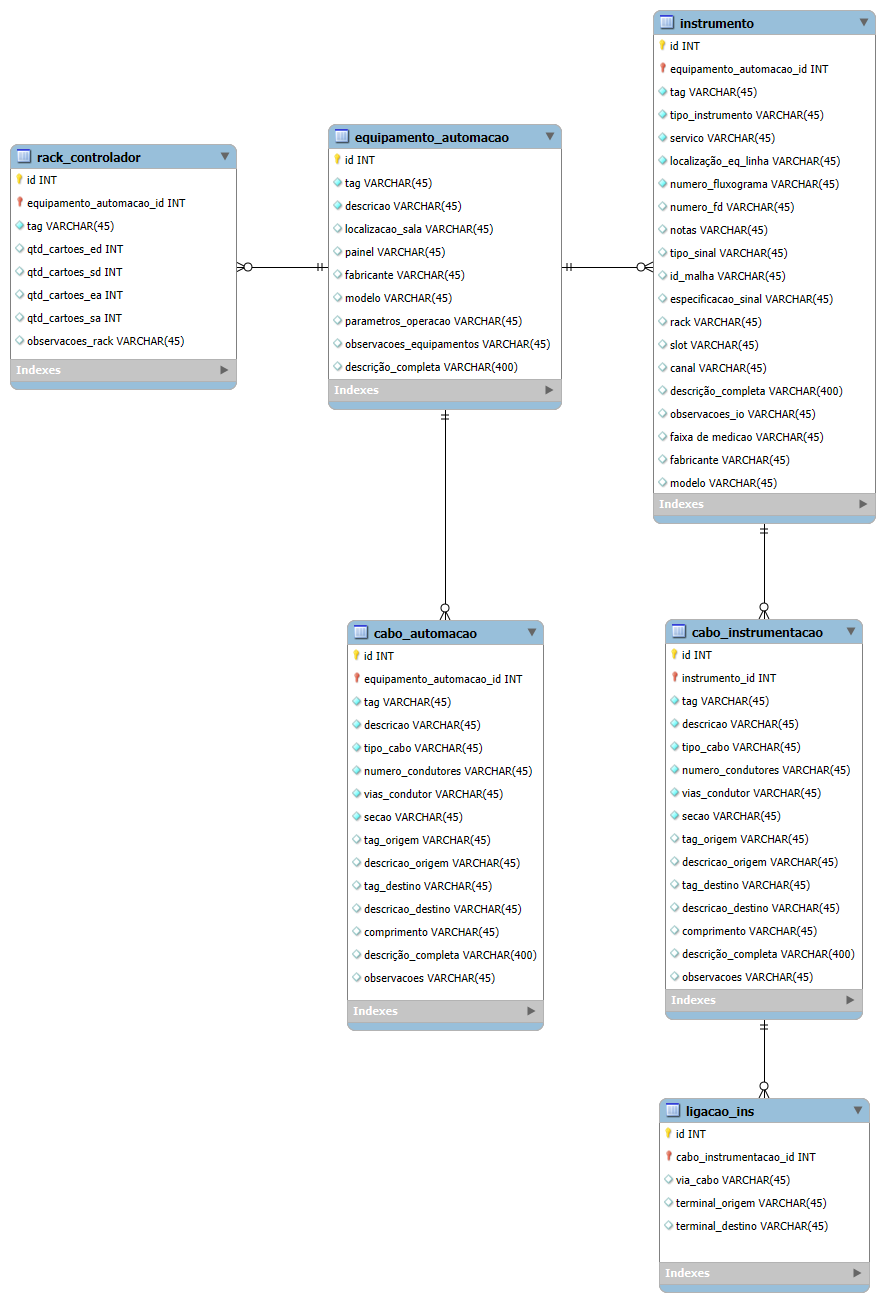 rack_controlador
id INT
equipamento_automacao_id INT
tag VARCHAR(45)
qtd_cartoes_ed INT
qtd_cartoes_sd INT
qtd_cartoes_ea INT
qtd_cartoes_sa INT
observacoes_rack VARCHAR(45)
Indexes
equipamento_automacao
id INT
tag VARCHAR(45)
descricao VARCHAR(45)
localizacao_sala VARCHAR(45)
painel VARCHAR(45)
fabricante VARCHAR(45)
modelo VARCHAR(45)
parametros_operacao VARCHAR(45)
observacoes_equipamentos VARCHAR(45)
descrição_completa VARCHAR(400)
Indexes
instrumento
id INT
equipamento_automacao_id INT
tag VARCHAR(45)
tipo_instrumento VARCHAR(45)
servico VARCHAR(45)
localização_eq_linha VARCHAR(45)
numero_fluxograma VARCHAR(45)
numero_fd VARCHAR(45)
notas VARCHAR(45)
tipo_sinal VARCHAR(45)
id_malha VARCHAR(45)
especificacao_sinal VARCHAR(45)
rack VARCHAR(45)
slot VARCHAR(45)
canal VARCHAR(45)
descrição_completa VARCHAR(400)
observacoes_io VARCHAR(45)
faixa de medicao VARCHAR(45)
fabricante VARCHAR(45)
modelo VARCHAR(45)
Indexes
cabo_automacao
id INT
equipamento_automacao_id INT
tag VARCHAR(45)
descricao VARCHAR(45)
tipo_cabo VARCHAR(45)
numero_condutores VARCHAR(45)
vias_condutor VARCHAR(45)
secao VARCHAR(45)
tag_origem VARCHAR(45)
descricao_origem VARCHAR(45)
tag_destino VARCHAR(45)
descricao_destino VARCHAR(45)
comprimento VARCHAR(45)
descrição_completa VARCHAR(400)
observacoes VARCHAR(45)
Indexes
cabo_instrumentacao
id INT
instrumento_id INT
tag VARCHAR(45)
descricao VARCHAR(45)
tipo_cabo VARCHAR(45)
numero_condutores VARCHAR(45)
vias_condutor VARCHAR(45)
secao VARCHAR(45)
tag_origem VARCHAR(45)
descricao_origem VARCHAR(45)
tag_destino VARCHAR(45)
descricao_destino VARCHAR(45)
comprimento VARCHAR(45)
descrição_completa VARCHAR(400)
observacoes VARCHAR(45)
Indexes
ligacao_ins
id INT
cabo_instrumentacao_id INT
via_cabo VARCHAR(45)
terminal_origem VARCHAR(45)
terminal_destino VARCHAR(45)
Indexes